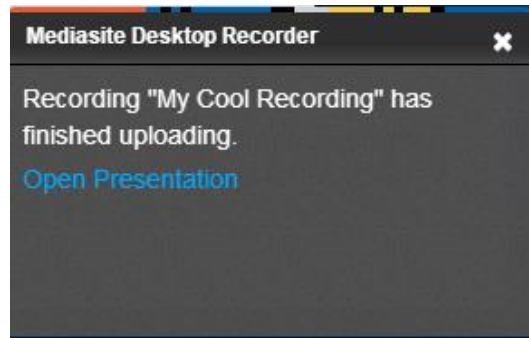 Mediasite Desktop Recorder
Recording "My Cool Recording" has
finished uploading.
Open Presentation